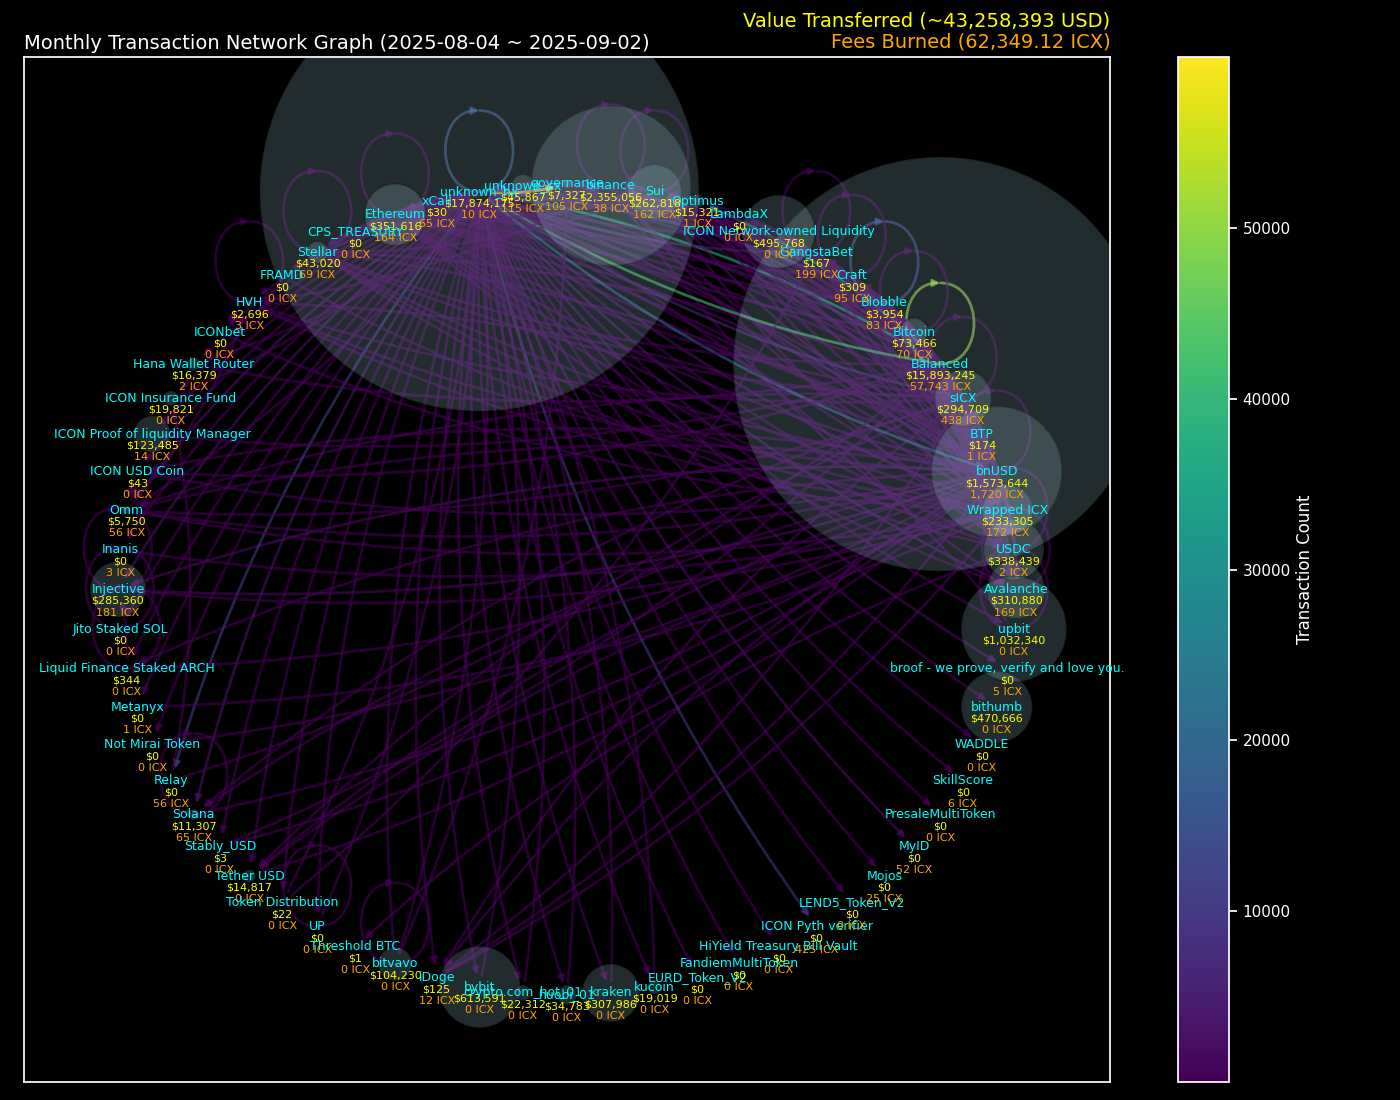 Value Transferred (~43,258,393 USD)
Monthly Transaction Network Graph (2025-08-04 ~ 2025-09-02)
Fees Burned (62,349.12 ICX)
governance
$7,327
105 ICX
binance
$2,355,056
38 ICX
Sui
$262,818
162 ICX
Optimus
$15,321
1 ICX
lambdaX
$0
0 ICX
ICON Network-owned Liquidity
$495,768
0 ICX
GangstaBet
$167
199 ICX
Craft
$309
95 ICX
Blobble
$3,954
83 ICX
Bitcoin
$73,466
70 ICX
Balanced
$15,893,245
57,743 ICX
sICX
$294,709
438 ICX
BTP
$174
1 ICX
bnUSD
$1,573,644
1,720 ICX
Wrapped ICX
$233,305
172 ICX
USDC
$338,439
2 ICX
Avalanche
$310,880
169 ICX
upbit
$1,032,340
0 ICX
broof - we prove, verify and love you.
$0
5 ICX
bithumb
$470,666
0 ICX
WADDLE
$0
0 ICX
SkillScore
$0
6 ICX
PresaleMultiToken
$0
0 ICX
MyID
$0
52 ICX
Mojos
$0
25 ICX
LEND5_Token_V2
$0
ICON Pyth verifier
$0
425 ICX
HiYield Treasury Bill Vault
$0
0 ICX
FandiemMultiToken
$0
0 ICX
EURD_Token_V2
$0
0 ICX
kucoin
$19,019
0 ICX
kraken
$307,986
0 ICX
huobi-01
$34,783
0 ICX
crypto.com_hot_01
$22,312
0 ICX
bybit
$613,591
0 ICX
iDoge
$125
12 ICX
bitvavo
$104,230
0 ICX
Threshold BTC
$1
0 ICX
UP
$0
0 ICX
Token Distribution
$22
0 ICX
Tether USD
$14,817
0 ICX
Stably_USD
$3
0 ICX
Solana
$11,307
65 ICX
Relay
$0
56 ICX
Not Mirai Token
$0
0 ICX
Metanyx
$0
1 ICX
Liquid Finance Staked ARCH
$344
0 ICX
Jito Staked SOL
$0
0 ICX
Injective
$285,360
181 ICX
Inanis
$0
3 ICX
Omm
$5,750
56 ICX
ICON USD Coin
$43
0 ICX
ICON Proof of liquidity Manager
$123,485
14 ICX
ICON Insurance Fund
$19,821
0 ICX
Hana Wallet Router
$16,379
2 ICX
ICONbet
$0
0 ICX
HVH
$2,696
3 ICX
FRAMD
$0
0 ICX
Stellar
$43,020
69 ICX
CPS_TREASURY
$0
0 ICX
Ethereum
$351,616
164 ICX
xCall
$30
65 ICX
$17,874,175
10 ICX
$45,867
115 ICX
50000
40000
30000
20000
10000
Transaction Count